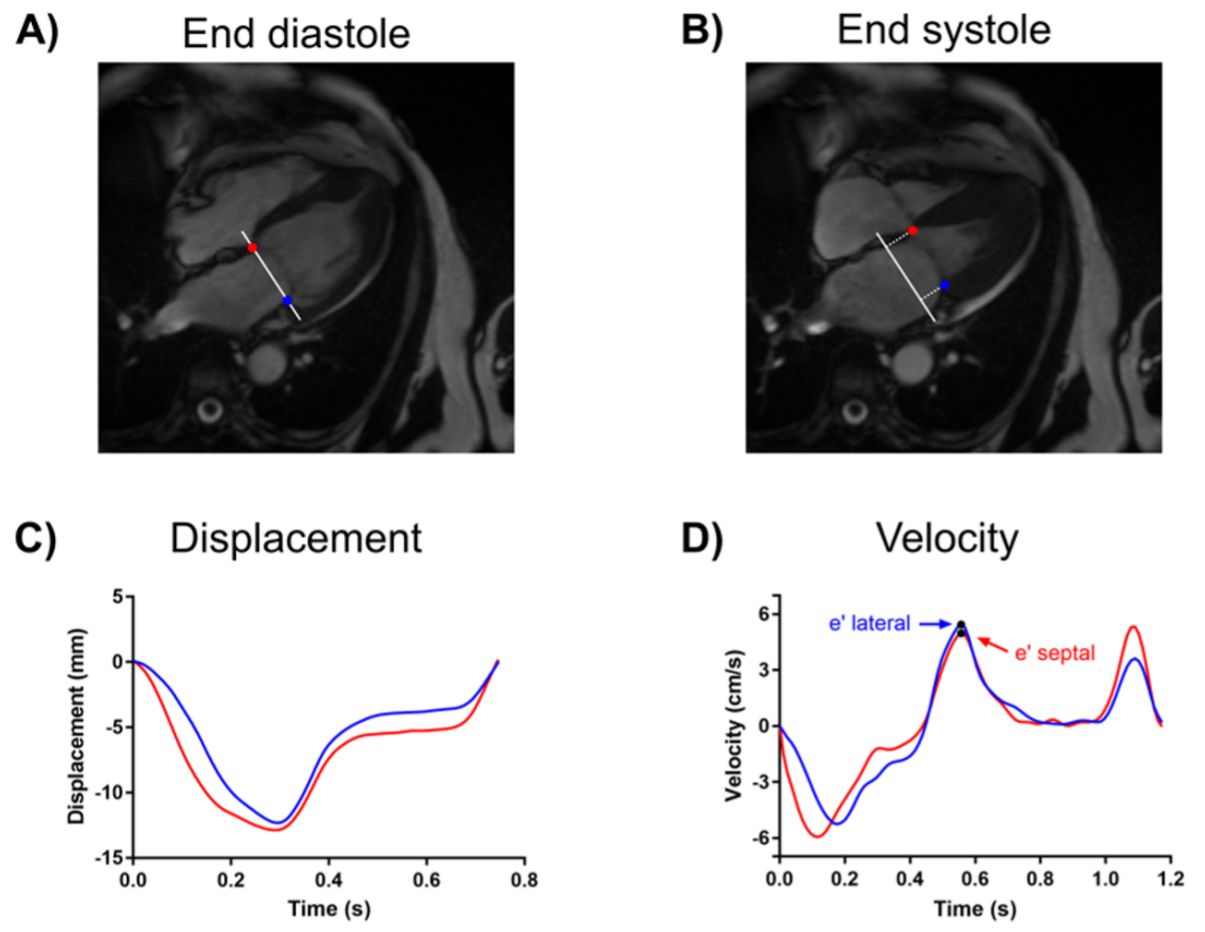 A)
End diastole
B)
End systole
C)
Displacement
5
0
-5
-10
-15
Displacement (mm)
0.0 0.2 0.4 0.6 0.8
Time (s)
D)
Velocity
6
3
0
-3
-6
Velocity (cm/s)
e' lateral
e' septal
0.0 0.2 0.4 0.6 0.8 1.0 1.2
Time (s)